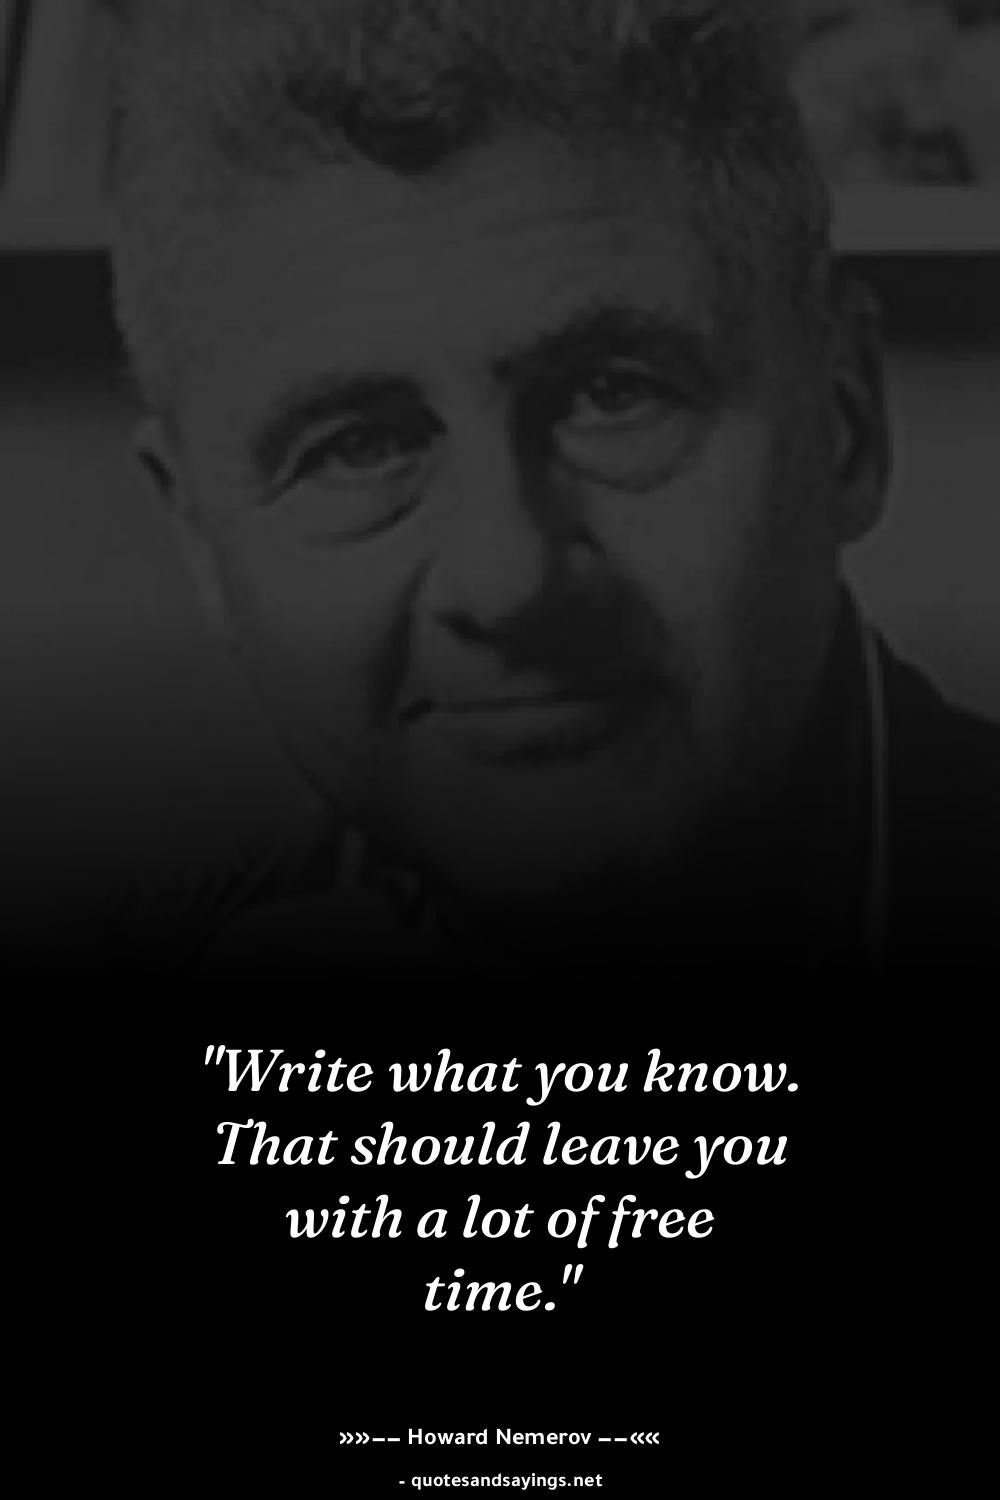 "Write what you know.
That should leave you
with a lot of free
time."
»»−− Howard Nemerov −−««
- quotesandsayings.net